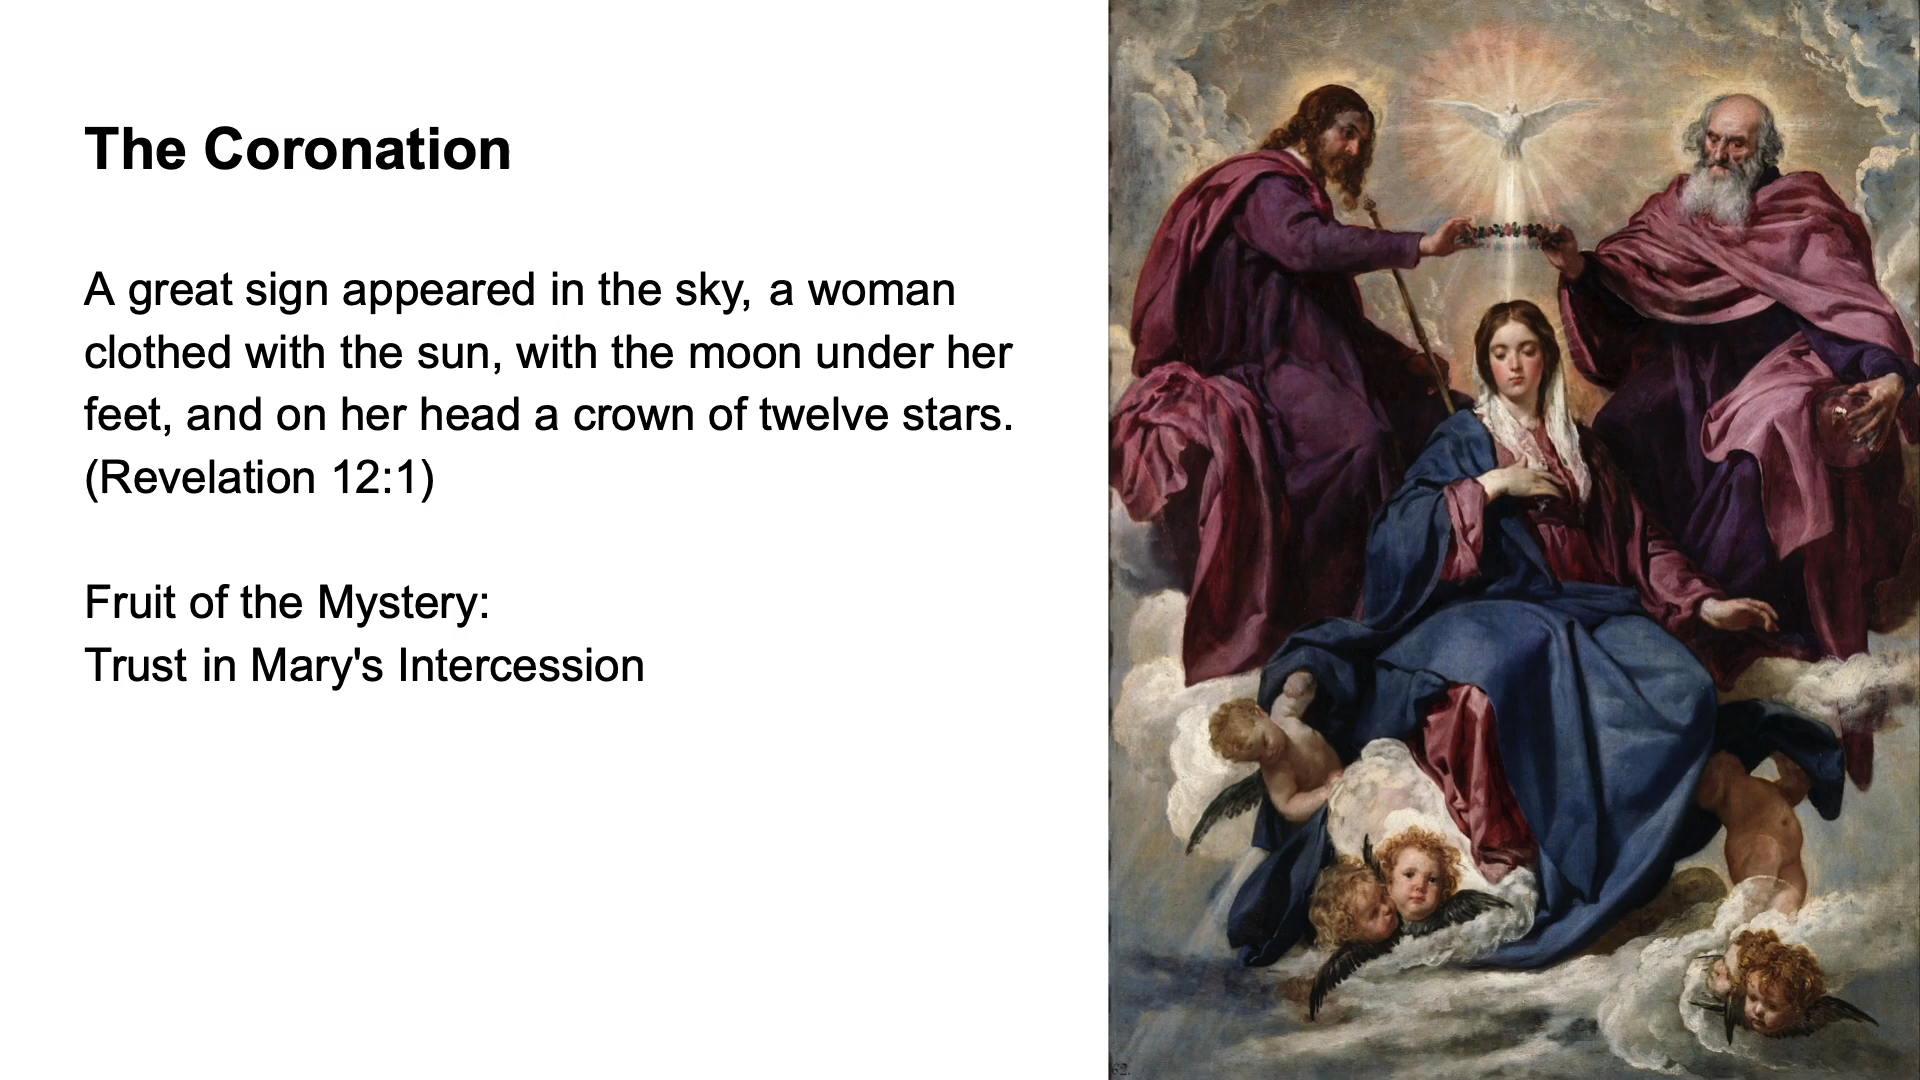 The Coronation
A great sign appeared in the sky, a woman
clothed with the sun, with the moon under her
feet, and on her head a crown of twelve stars.
(Revelation 12:1)
Fruit of the Mystery:
Trust in Mary's Intercession
62.